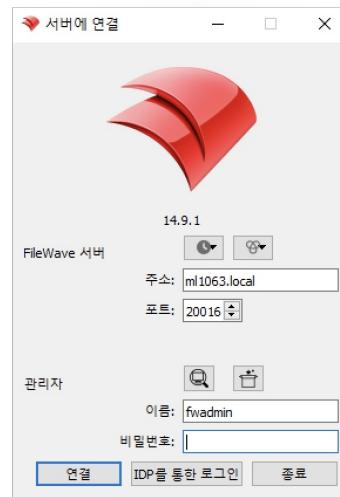 서버에 연결
14.9.1
FileWave 서버
주소: ml1063.local
포트: 20016
관리자
이름: fwadmin
비밀번호:
연결 IDP를 통한 로그인 종료